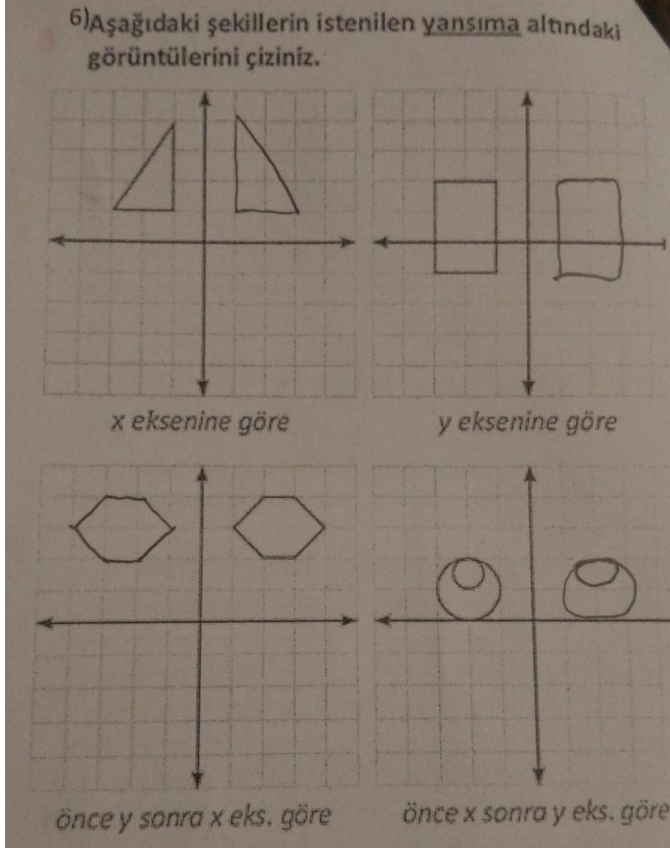 6)Aşağıdaki şekillerin istenilen yansıma altındaki
görüntülerini çiziniz.
x eksenine göre
y eksenine göre
önce y sonra x eks. göre
önce x sonra y eks. göre